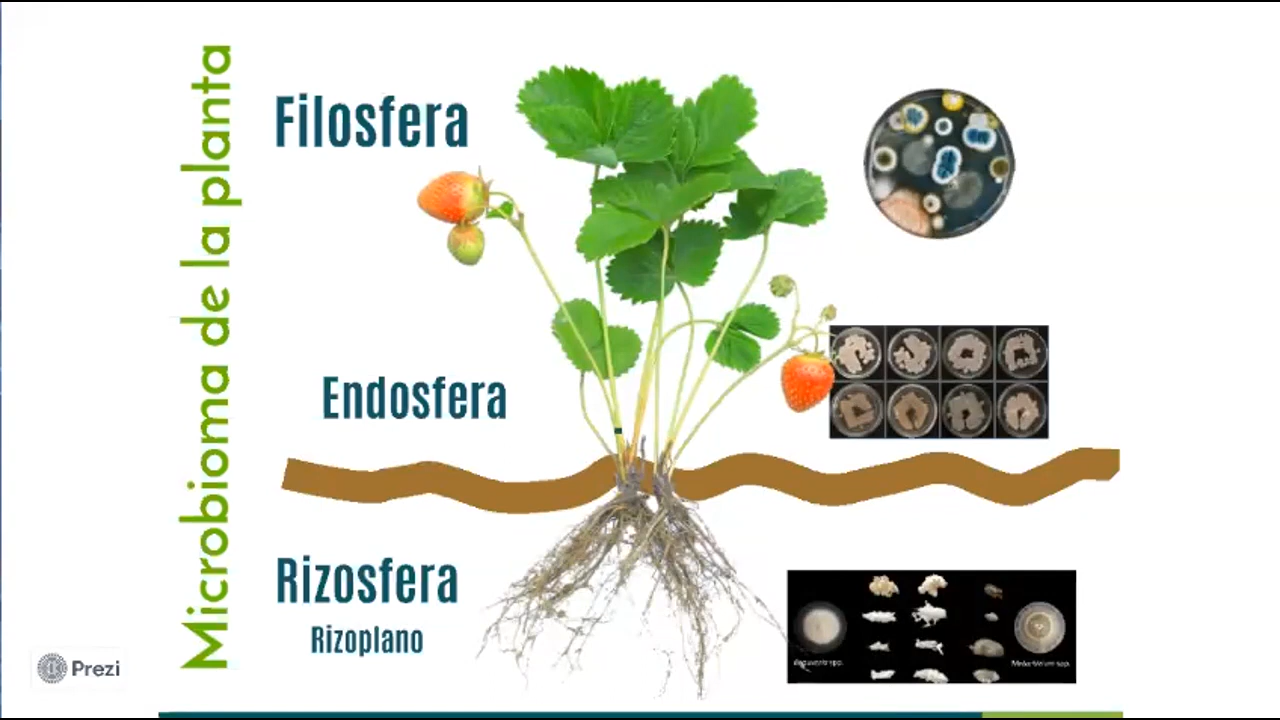 Microbioma de la planta
Filosfera
Endosfera
Rizosfera
Rizoplano
Prezi